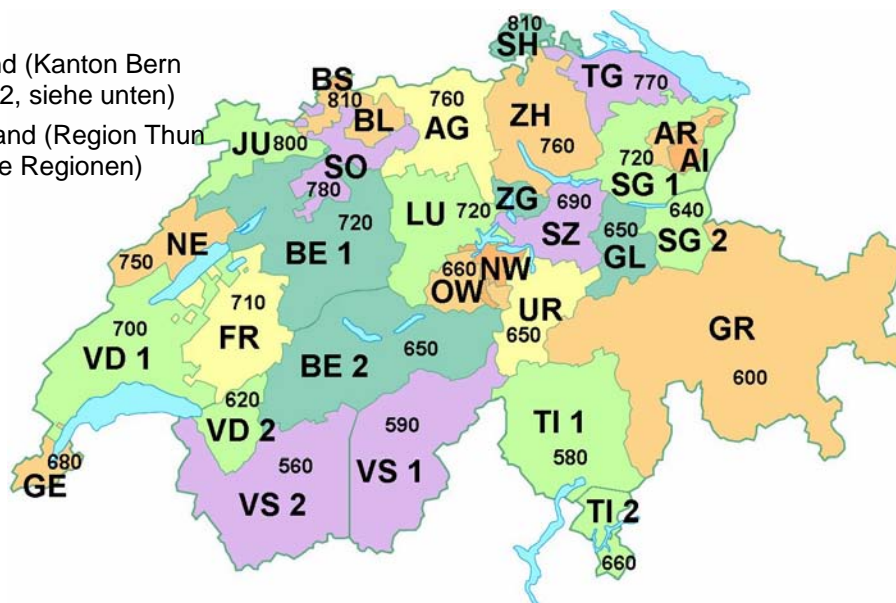 nd (Kanton Bern
2, siehe unten)
and (Region Thun
e Regionen)
810
SH
BS
810
BL
760
AG
ZH
760
TG 770
AR
AI
720
SG 1
JU 800
SO
780
ZG
690
SZ
640
SG 2
650
GL
LU 720
720
BE 1
NE
750
660
NW
OW
UR
650
710
FR
700
VD 1
GR
600
650
BE 2
620
VD 2
590
VS 1
TI 1
580
680
GE
560
VS 2
TI 2
660